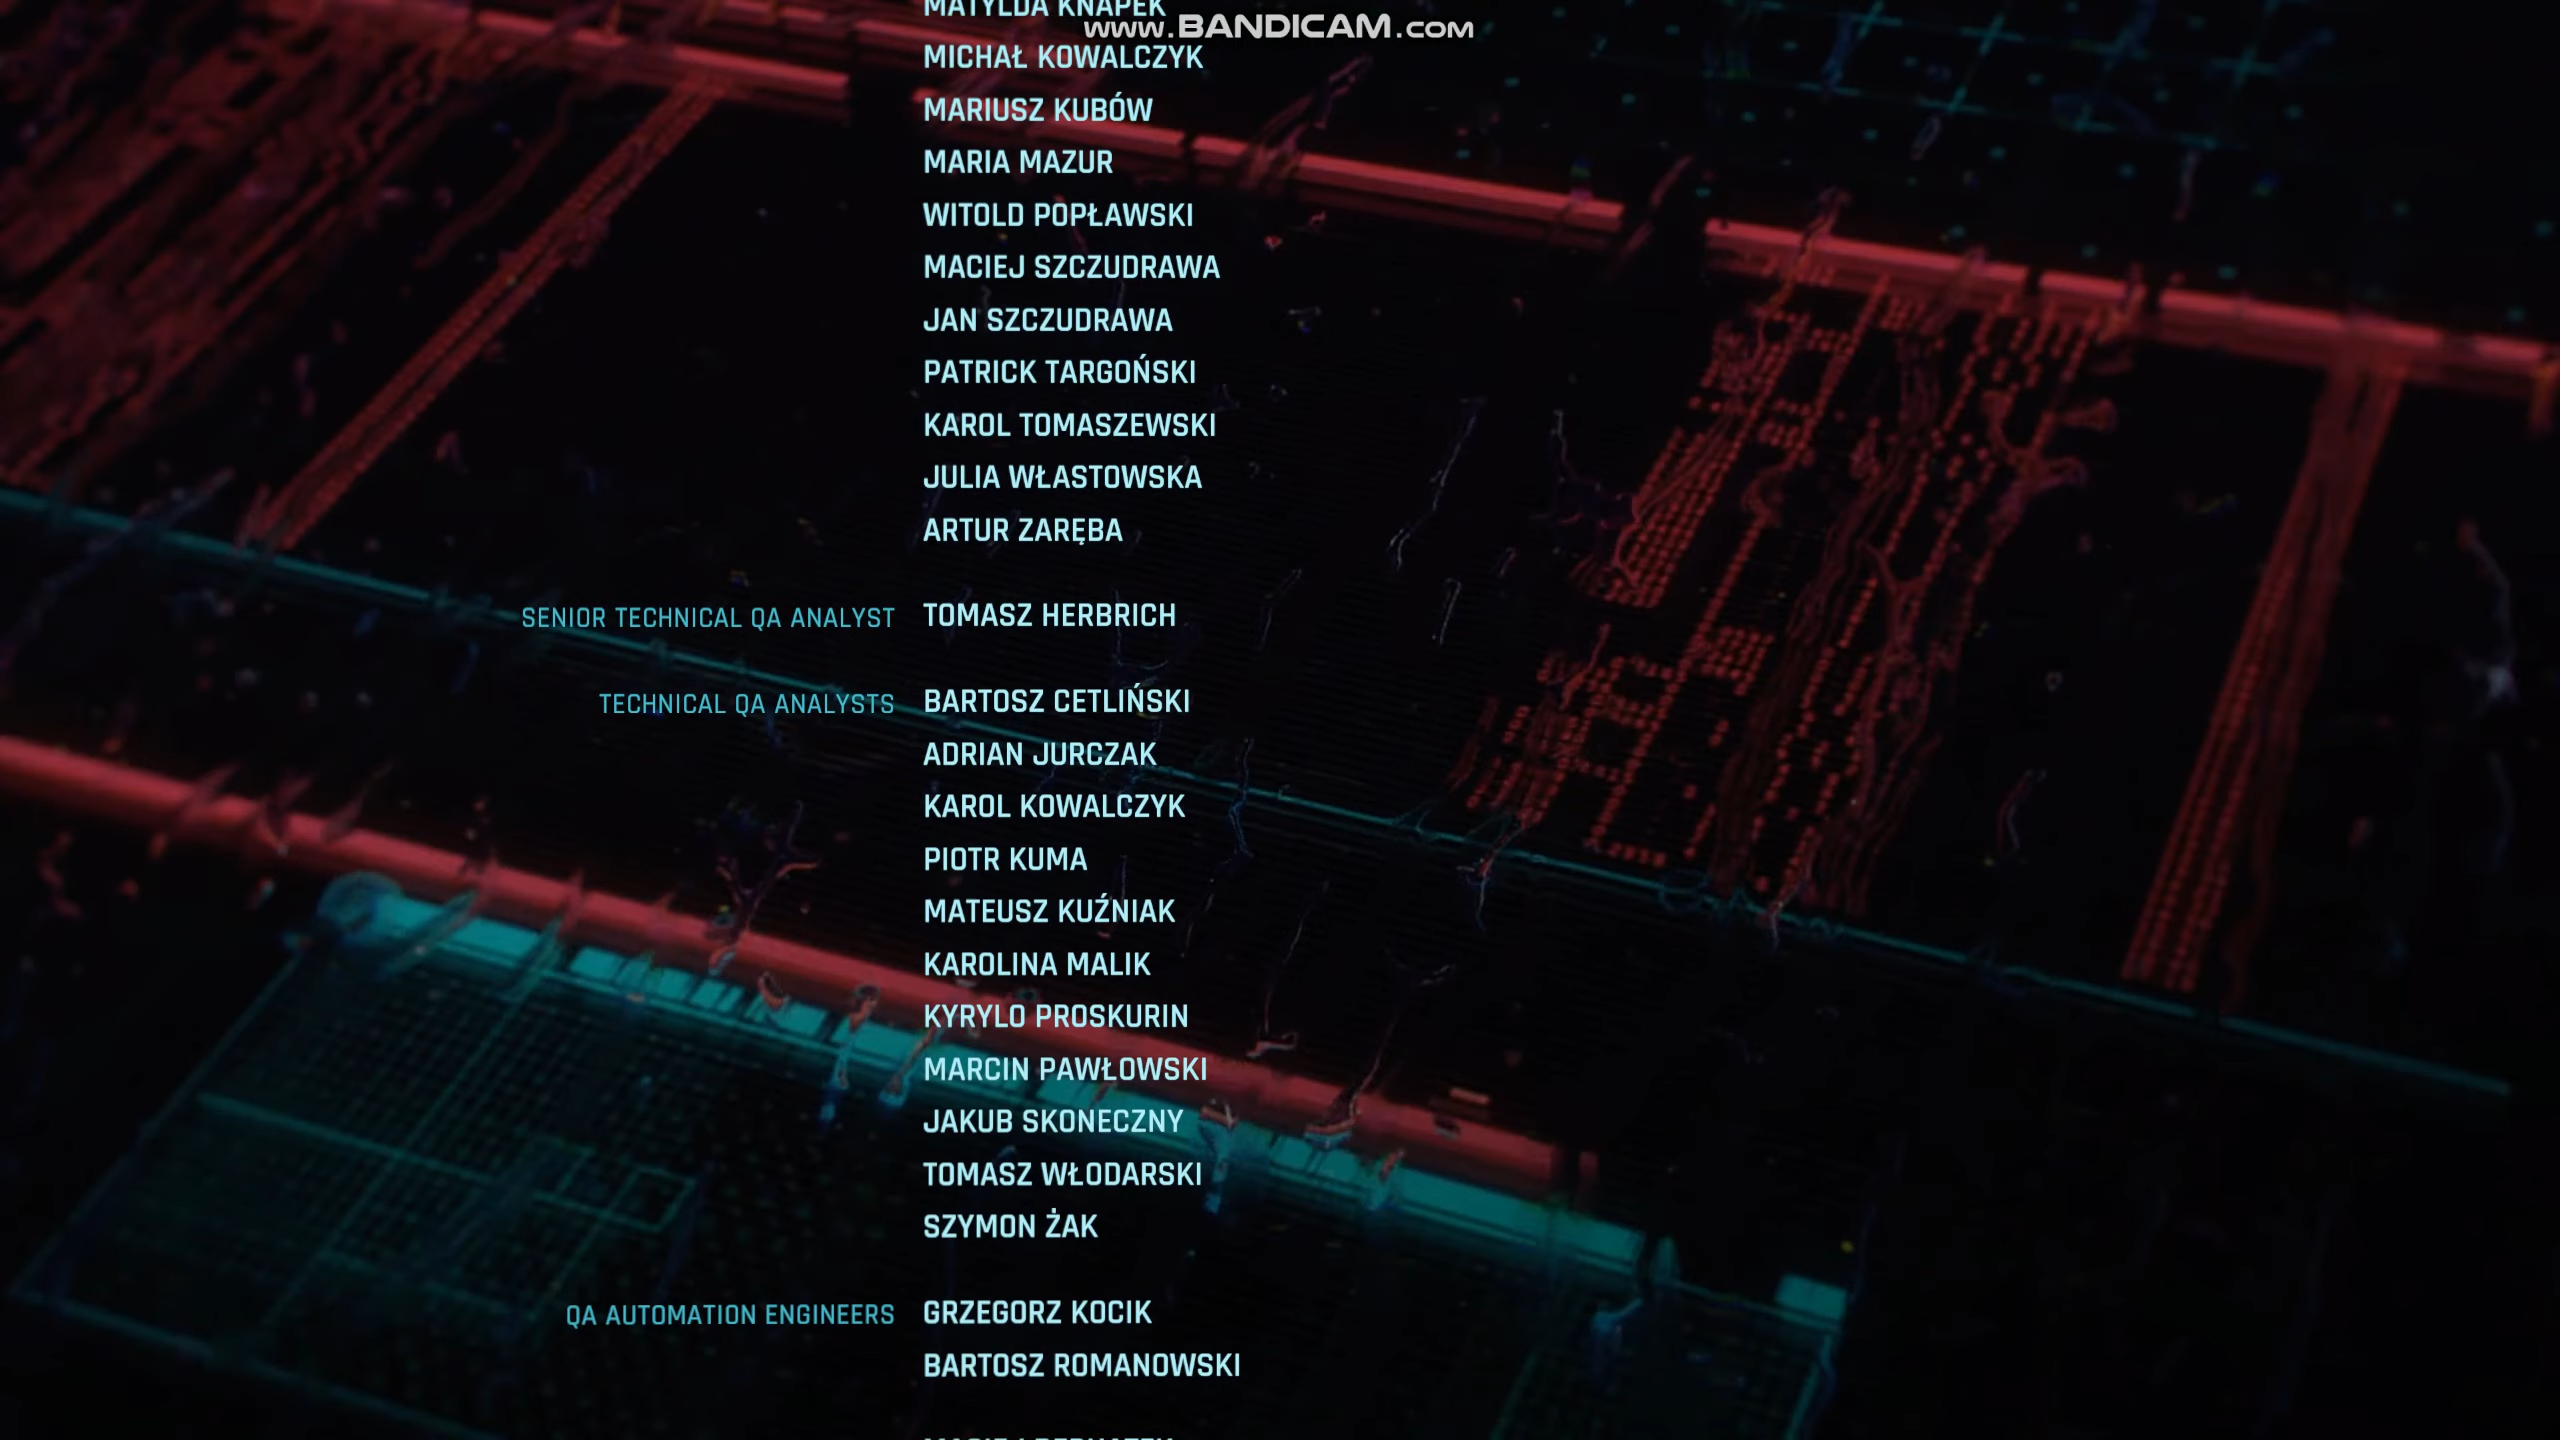 MATYLDA KNAPEK
www.BANDICAM.com
MICHAŁ KOWALCZYK
MARIUSZ KUBÓW
MARIA MAZUR
WITOLD POPŁAWSKI
MACIEJ SZCZUDRAWA
JAN SZCZUDRAWA
PATRICK TARGOŃSKI
KAROL TOMASZEWSKI
JULIA WŁASTOWSKA
ARTUR ZARĘBA
SENIOR TECHNICAL QA ANALYST TOMASZ HERBRICH
TECHNICAL QA ANALYSTS BARTOSZ CETLIŃSKI
ADRIAN JURCZAK
KAROL KOWALCZYK
PIOTR KUMA
MATEUSZ KUŹNIAK
KAROLINA MALIK
KYRYLO PROSKURIN
MARCIN PAWŁOWSKI
JAKUB SKONECZNY
TOMASZ WŁODARSKI
SZYMON ŻAK
QA AUTOMATION ENGINEERS GRZEGORZ KOCIK
BARTOSZ ROMANOWSKI